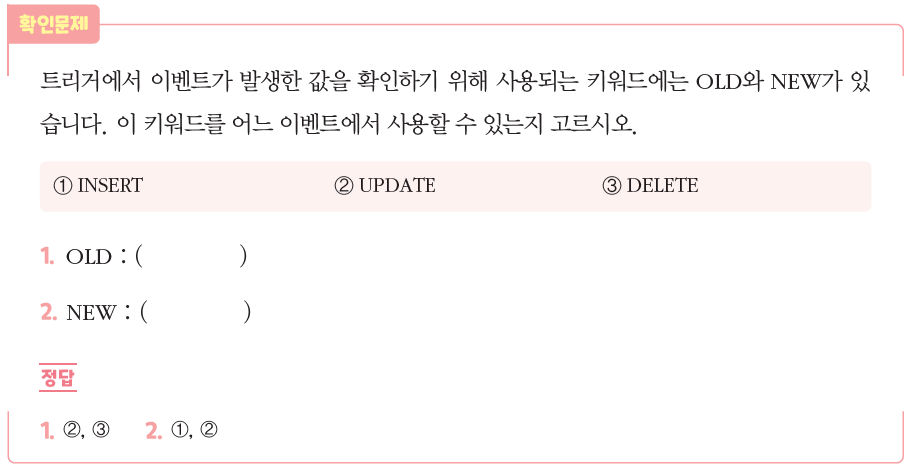 확인문제
트리거에서 이벤트가 발생한 값을 확인하기 위해 사용되는 키워드에는 OLD와 NEW가 있
습니다. 이 키워드를 어느 이벤트에서 사용할 수 있는지 고르시오.
① INSERT ② UPDATE ③ DELETE
1. OLD : ( )
2. NEW : ( )
정답
1. ②, ③ 2. ①, ②